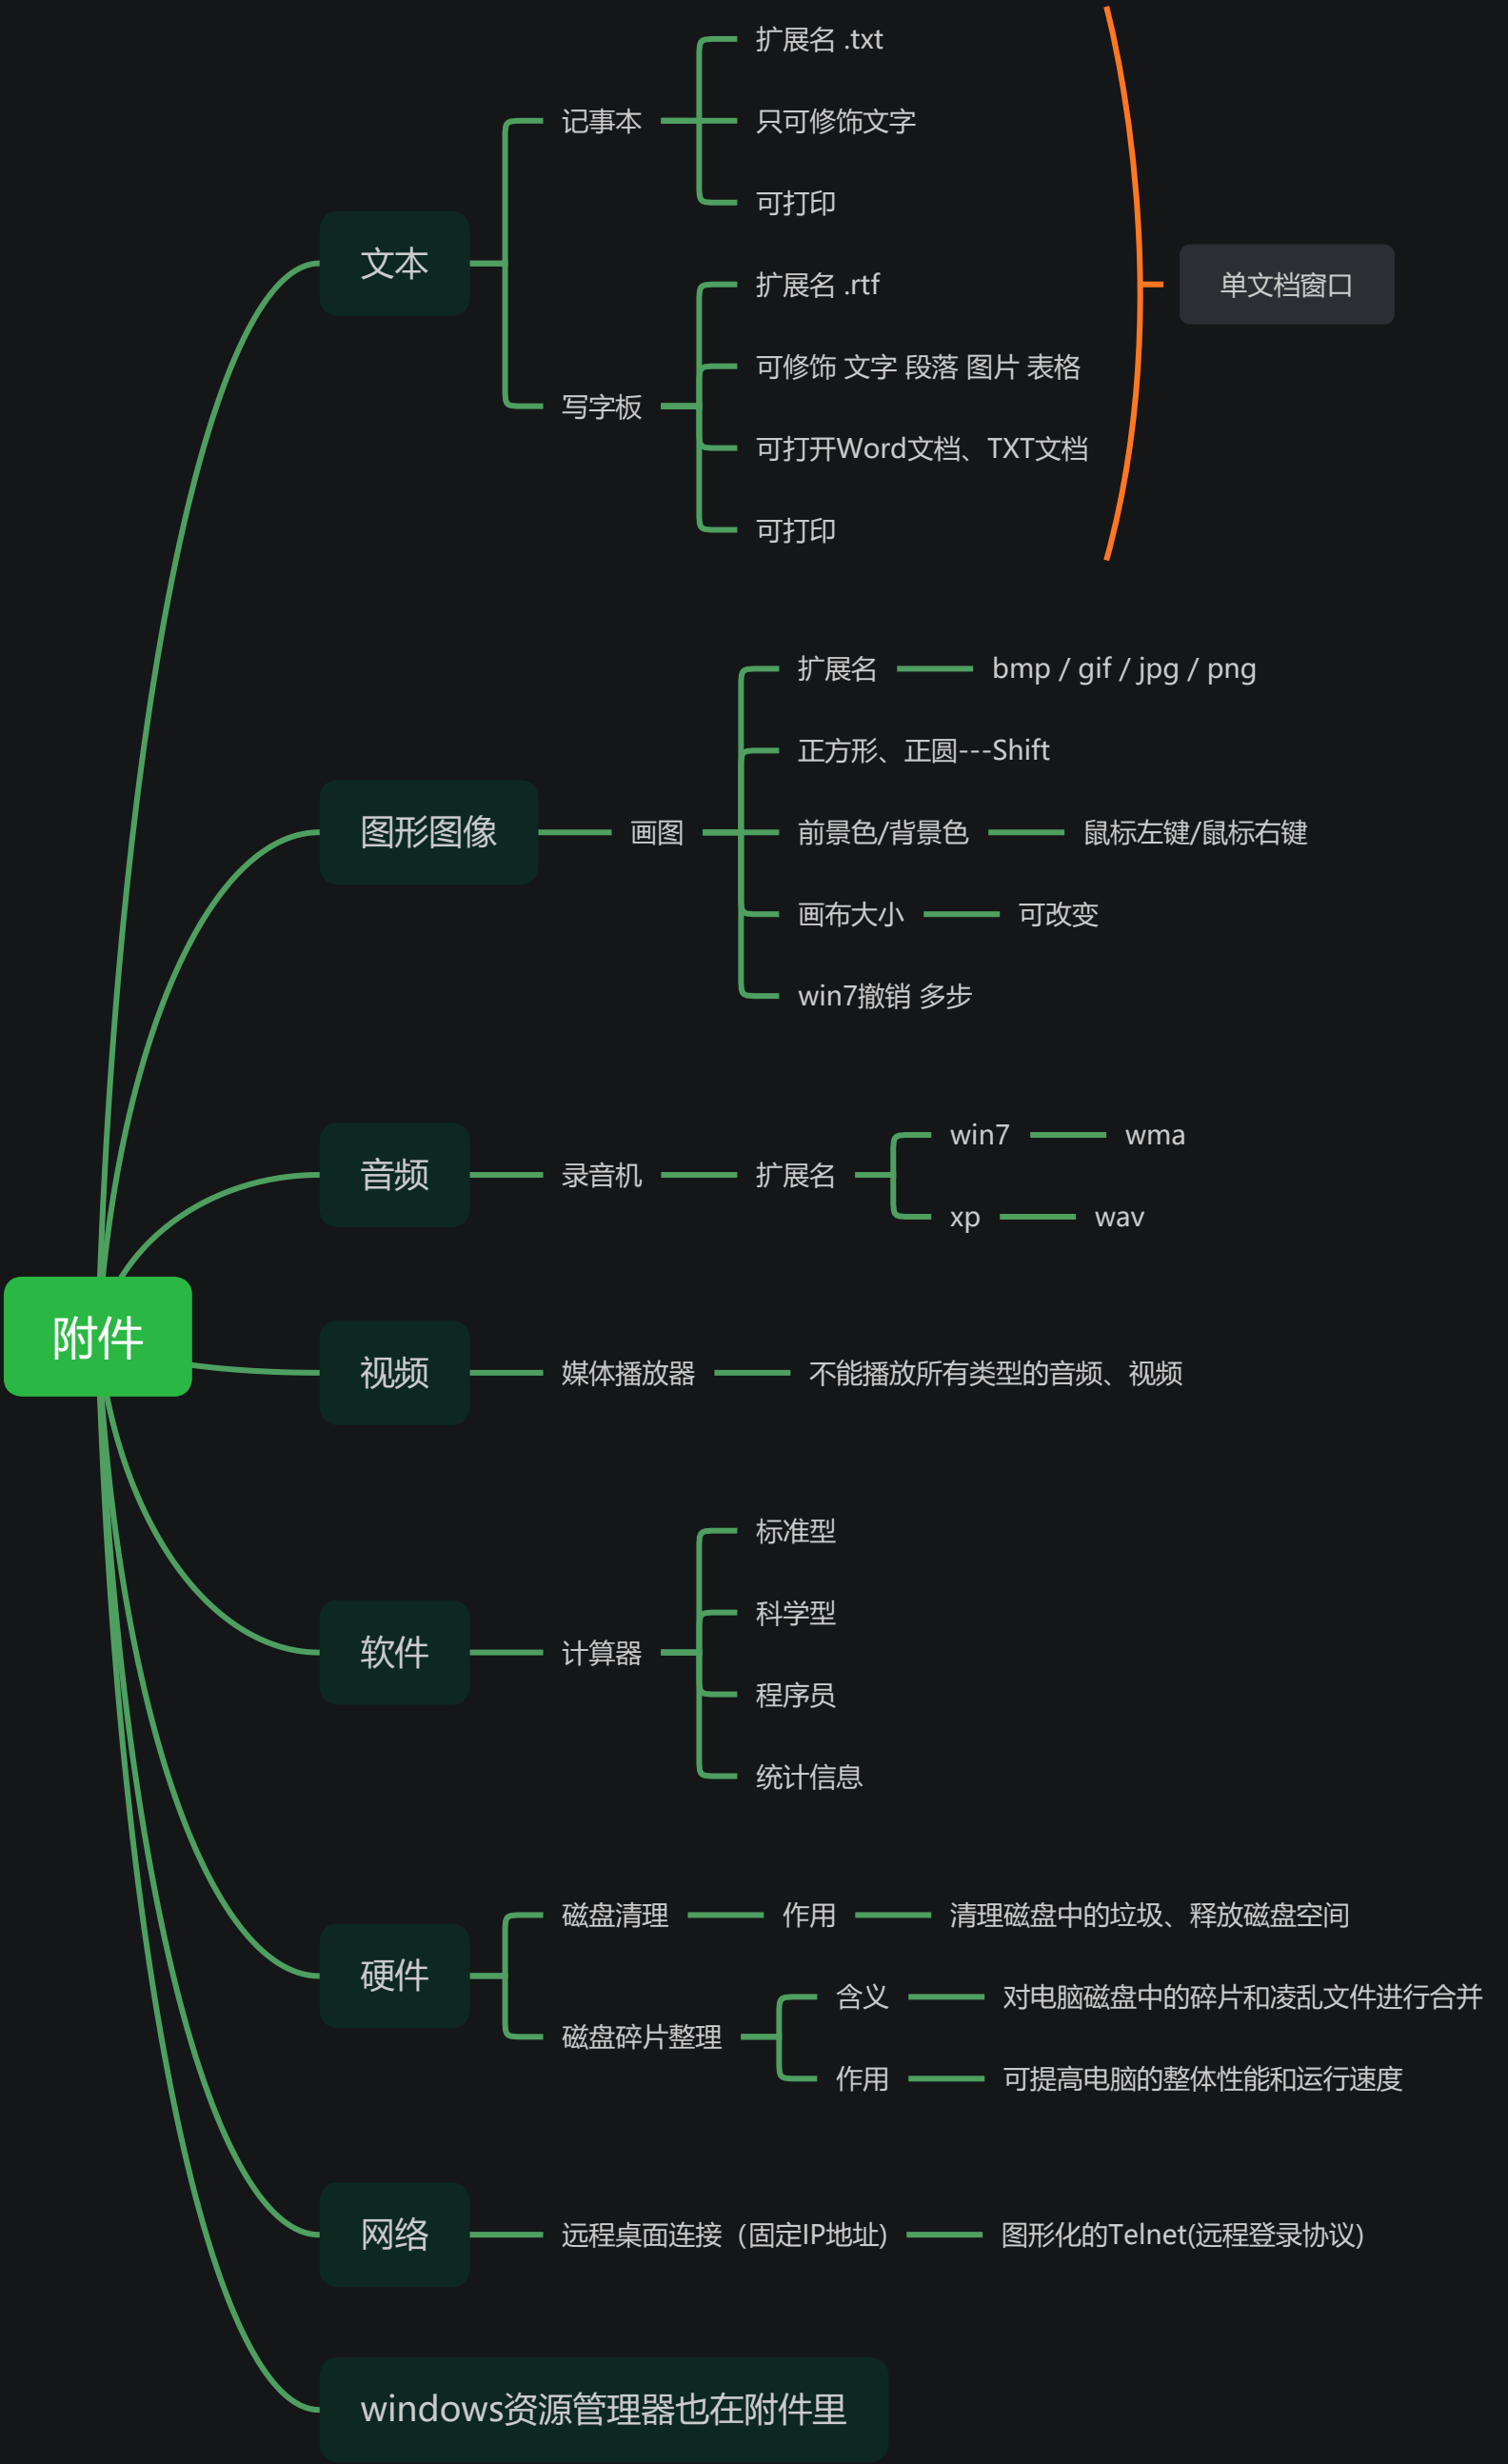 附件
文本
记事本
扩展名 .txt
只可修饰文字
可打印
写字板
扩展名 .rtf
可修饰 文字 段落 图片 表格
可打开Word文档、TXT文档
可打印
单文档窗口
图形图像
画图
扩展名
bmp / gif / jpg / png
正方形、正圆---Shift
前景色/背景色
鼠标左键/鼠标右键
画布大小
可改变
win7撤销 多步
音频
录音机
扩展名
win7
wma
xp
wav
视频
媒体播放器
不能播放所有类型的音频、视频
软件
计算器
标准型
科学型
程序员
统计信息
硬件
磁盘清理
作用
清理磁盘中的垃圾、释放磁盘空间
磁盘碎片整理
含义
对电脑磁盘中的碎片和凌乱文件进行合并
作用
可提高电脑的整体性能和运行速度
网络
远程桌面连接（固定IP地址)
图形化的Telnet(远程登录协议)
windows资源管理器也在附件里